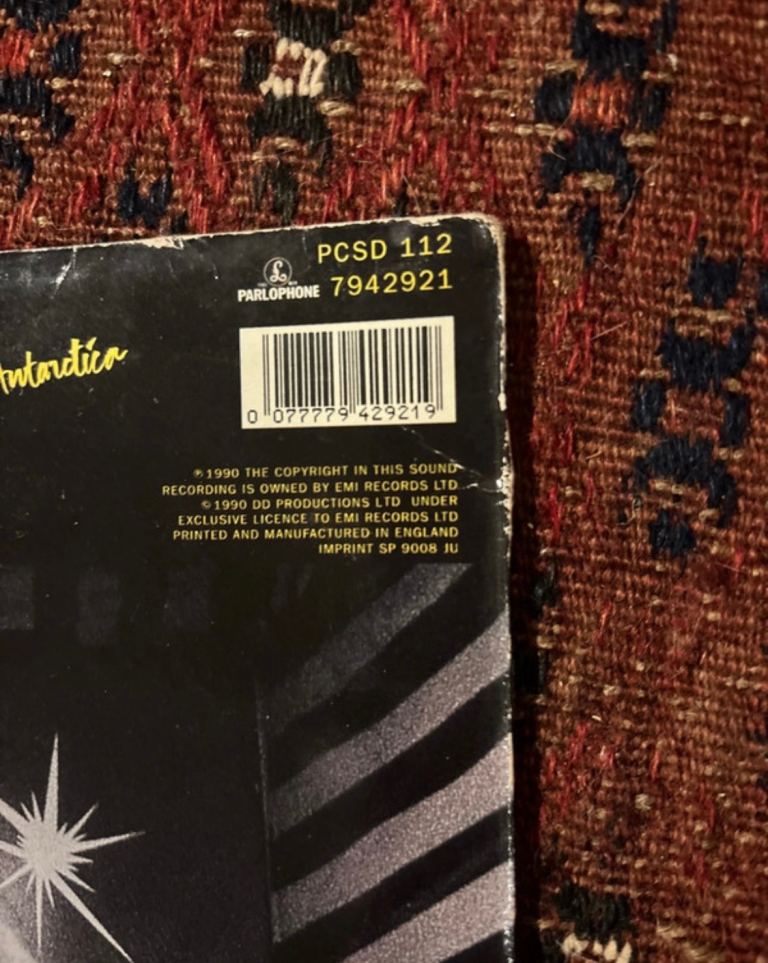 PCSD 112
PARLOPHONE 7942921
Antarctica
0 077779 429219
℗ 1990 THE COPYRIGHT IN THIS SOUND
RECORDING IS OWNED BY EMI RECORDS LTD
© 1990 DD PRODUCTIONS LTD UNDER
EXCLUSIVE LICENCE TO EMI RECORDS LTD
PRINTED AND MANUFACTURED IN ENGLAND
IMPRINT SP 9008 JU